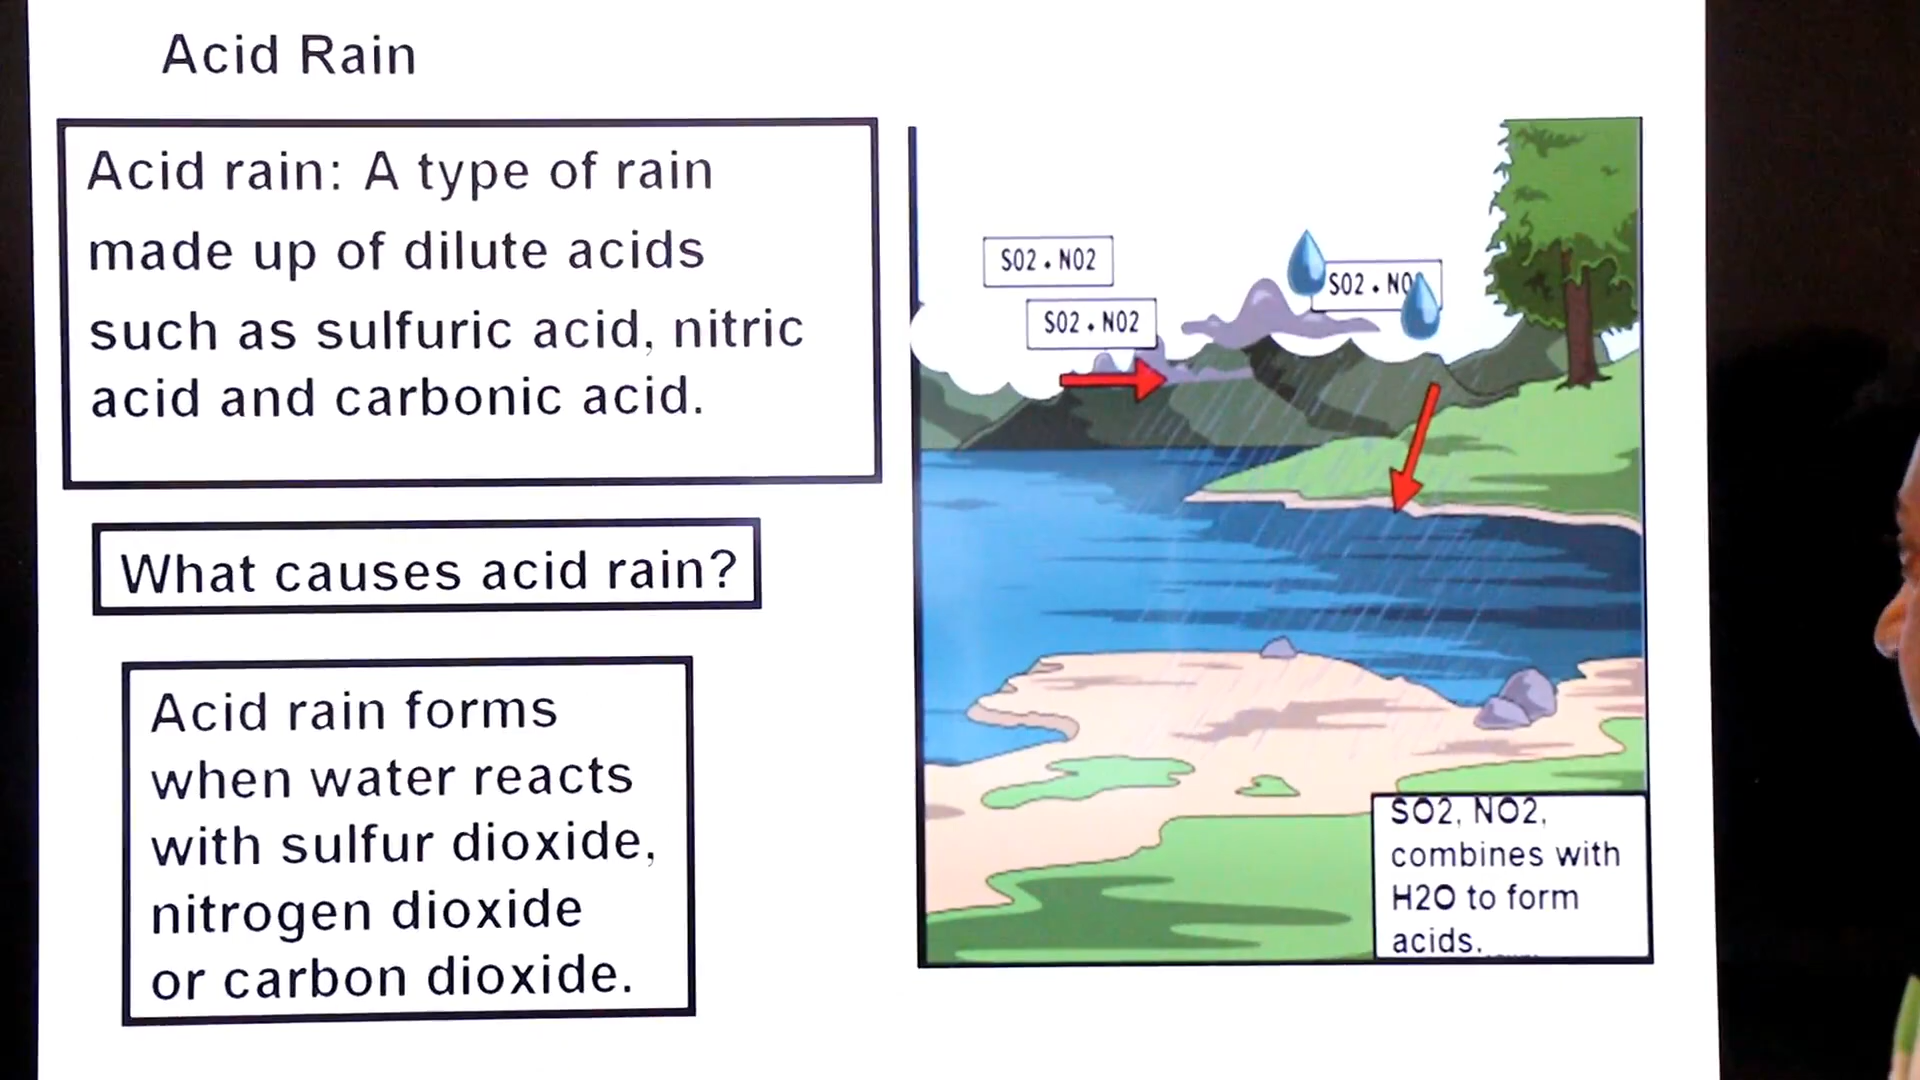 Acid Rain
Acid rain: A type of rain
made up of dilute acids
such as sulfuric acid, nitric
acid and carbonic acid.
What causes acid rain?
Acid rain forms
when water reacts
with sulfur dioxide,
nitrogen dioxide
or carbon dioxide.
SO2 • NO2
SO2 • NO2
SO2 • NO
SO2, NO2,
combines with
H2O to form
acids.